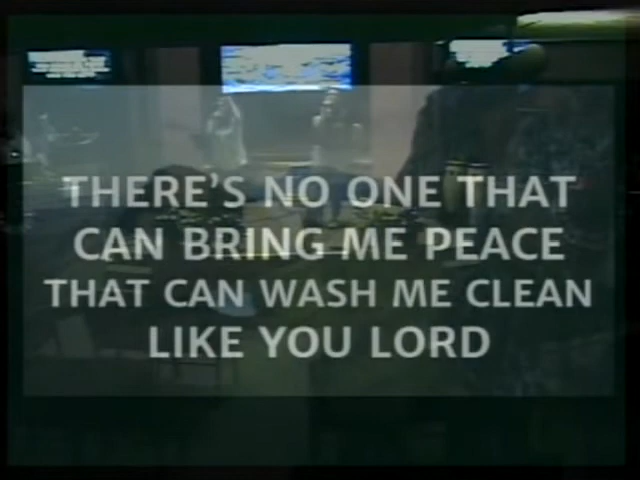 THERE'S NO ONE THAT
CAN BRING ME PEACE
THAT CAN WASH ME CLEAN
LIKE YOU LORD